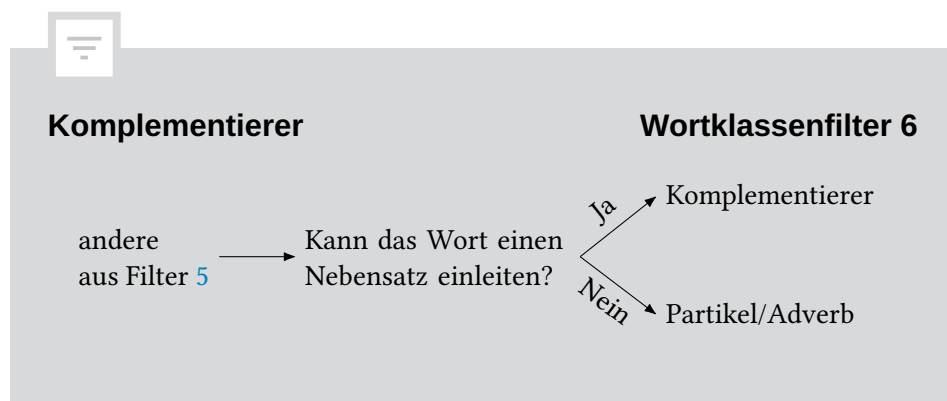 Komplementierer
Wortklassenfilter 6
andere
aus Filter 5
Kann das Wort einen
Nebensatz einleiten?
Ja
Nein
Komplementierer
Partikel/Adverb